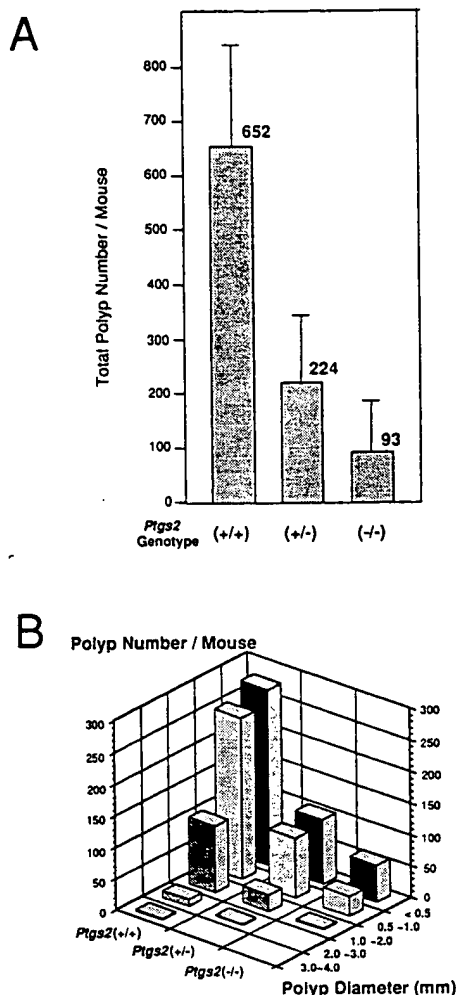 A
Total Polyp Number / Mouse
800
700
600
500
400
300
200
100
0
652
224
93
Ptgs2
Genotype
(+/+) (+/-) (-/-)
B
Polyp Number / Mouse
300
250
200
150
100
50
0
300
250
200
150
100
50
0
Ptgs2(+/+)
Ptgs2(+/-)
Ptgs2(-/-)
< 0.5
0.5 -1.0
1.0 -2.0
2.0 -3.0
3.0-4.0
Polyp Diameter (mm)